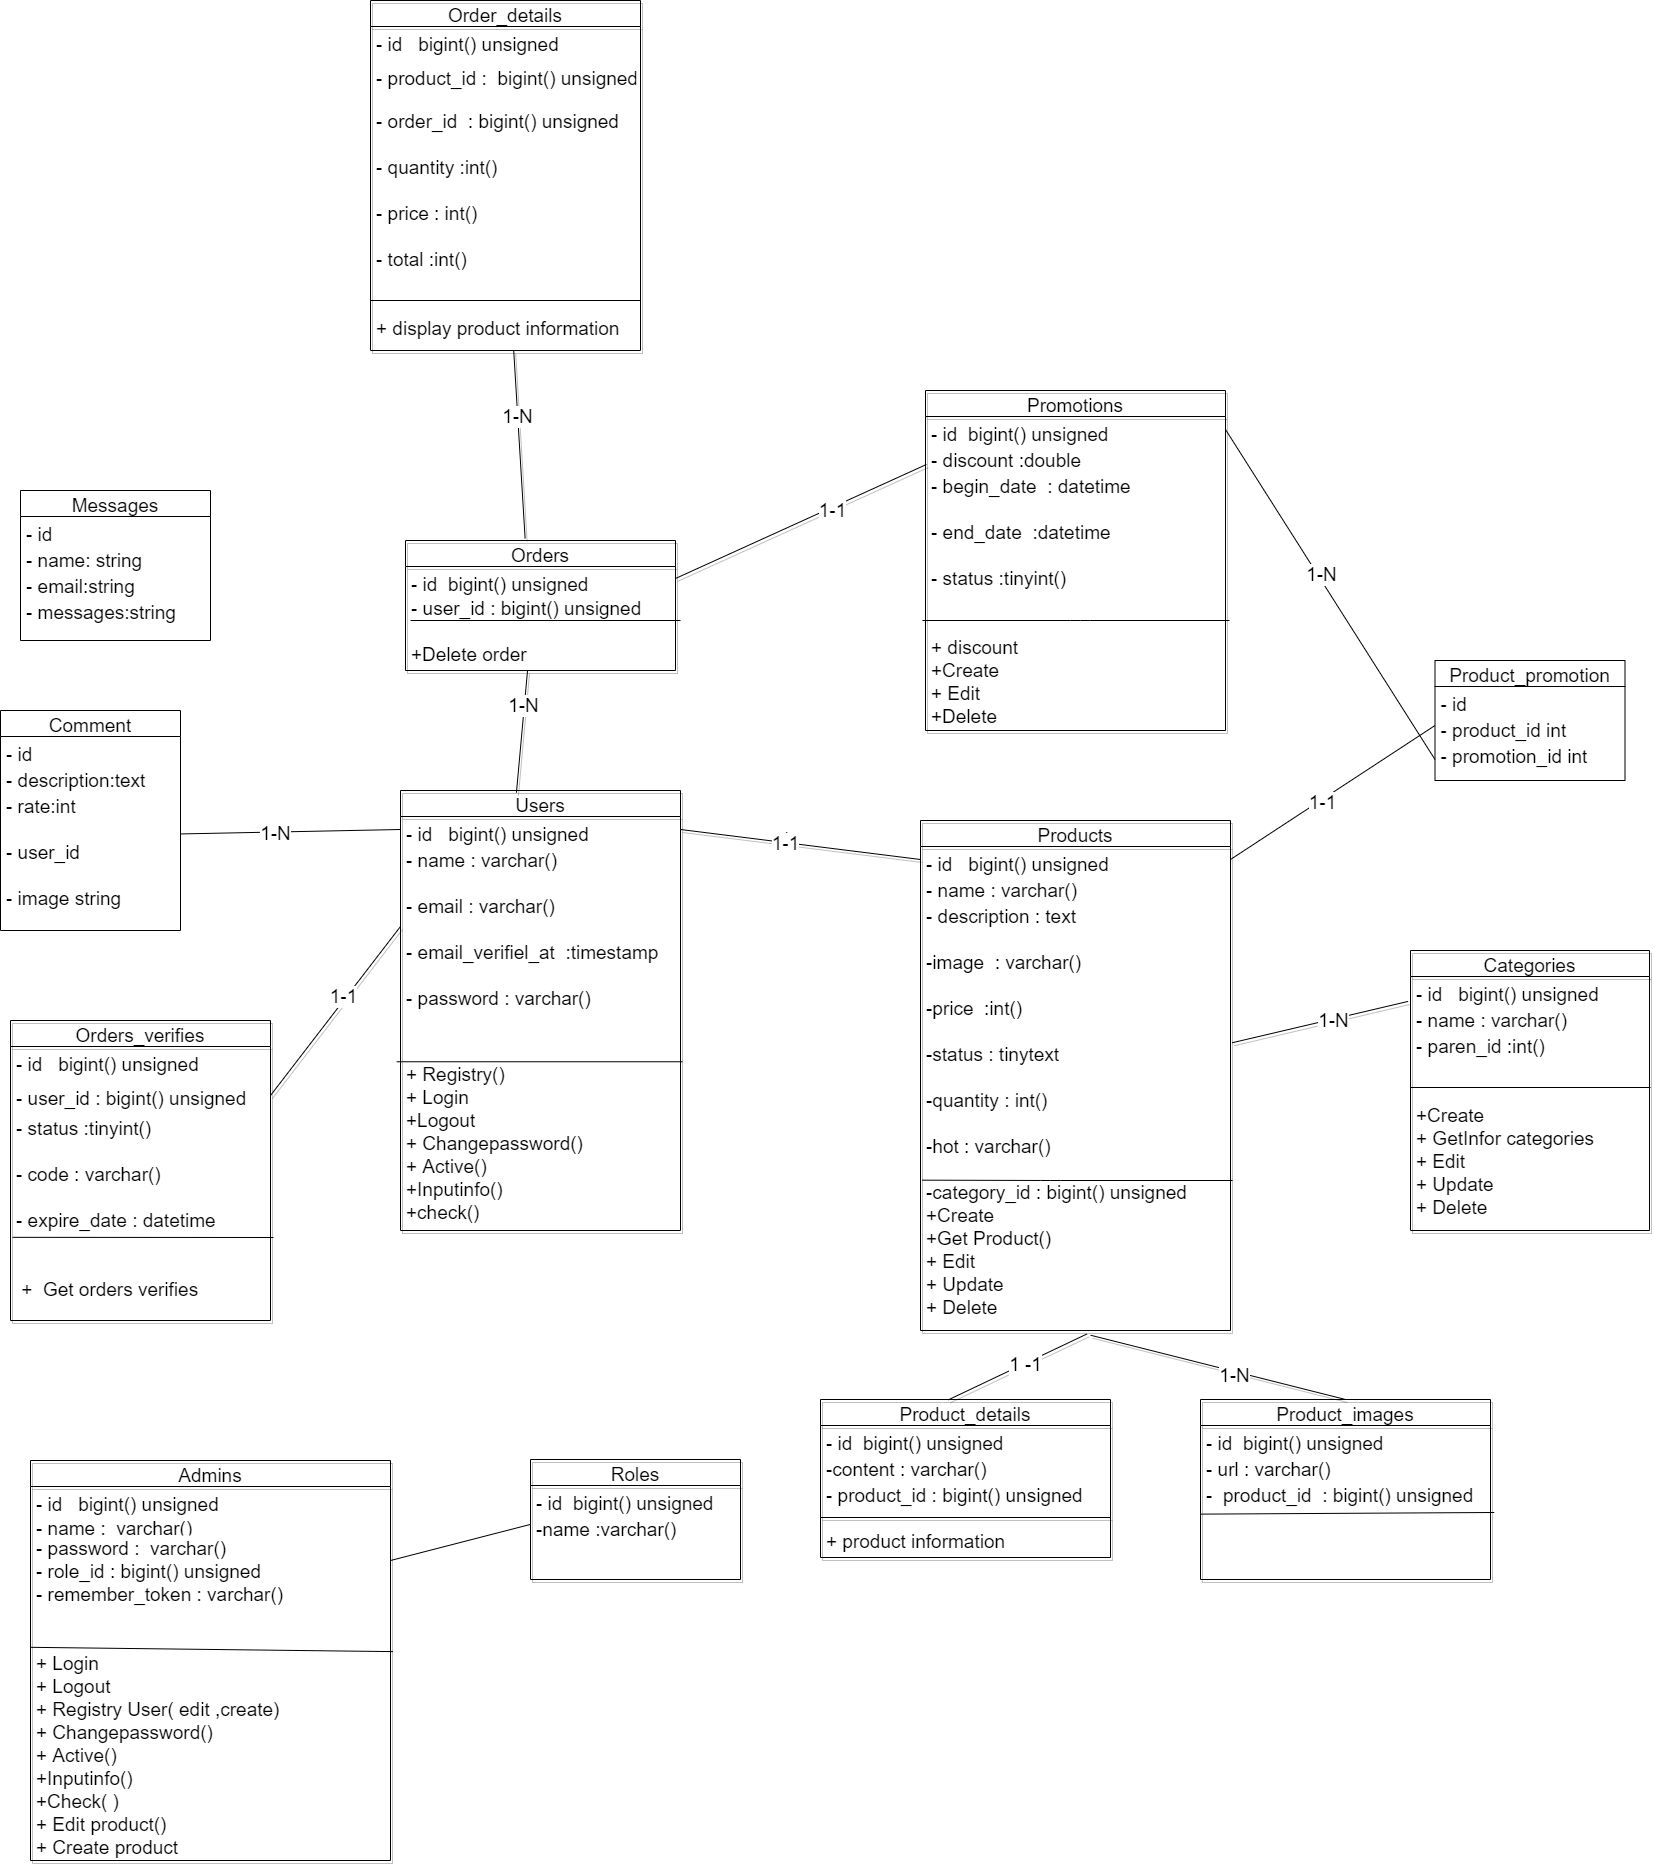 Order_details
- id   bigint() unsigned
- product_id :  bigint() unsigned
- order_id  : bigint() unsigned
- quantity :int()
- price : int()
- total :int()
+ display product information
1-N
Promotions
- id  bigint() unsigned
- discount :double
- begin_date  : datetime
- end_date  :datetime
- status :tinyint()
+ discount
+Create
+ Edit
+Delete
1-1
1-N
Messages
- id
- name: string
- email:string
- messages:string
Orders
- id  bigint() unsigned
- user_id : bigint() unsigned
+Delete order
1-N
Product_promotion
- id
- product_id int
- promotion_id int
1-1
Comment
- id
- description:text
- rate:int
- user_id
- image string
1-N
Users
- id   bigint() unsigned
- name : varchar()
- email : varchar()
- email_verifiel_at  :timestamp
- password : varchar()
+ Registry()
+ Login
+Logout
+ Changepassword()
+ Active()
+Inputinfo()
+check()
1-1
1-1
Products
- id   bigint() unsigned
- name : varchar()
- description : text
-image  : varchar()
-price  :int()
-status : tinytext
-quantity : int()
-hot : varchar()
-category_id : bigint() unsigned
+Create
+Get Product()
+ Edit
+ Update
+ Delete
1-N
Categories
- id   bigint() unsigned
- name : varchar()
- paren_id :int()
+Create
+ GetInfor categories
+ Edit
+ Update
+ Delete
Orders_verifies
- id   bigint() unsigned
- user_id : bigint() unsigned
- status :tinyint()
- code : varchar()
- expire_date : datetime
+  Get orders verifies
1 -1
1-N
Product_details
- id  bigint() unsigned
-content : varchar()
- product_id : bigint() unsigned
+ product information
Product_images
- id  bigint() unsigned
- url : varchar()
-  product_id  : bigint() unsigned
Admins
- id   bigint() unsigned
- name :  varchar()
- password :  varchar()
- role_id : bigint() unsigned
- remember_token : varchar()
+ Login
+ Logout
+ Registry User( edit ,create)
+ Changepassword()
+ Active()
+Inputinfo()
+Check( )
+ Edit product()
+ Create product
Roles
- id  bigint() unsigned
-name :varchar()